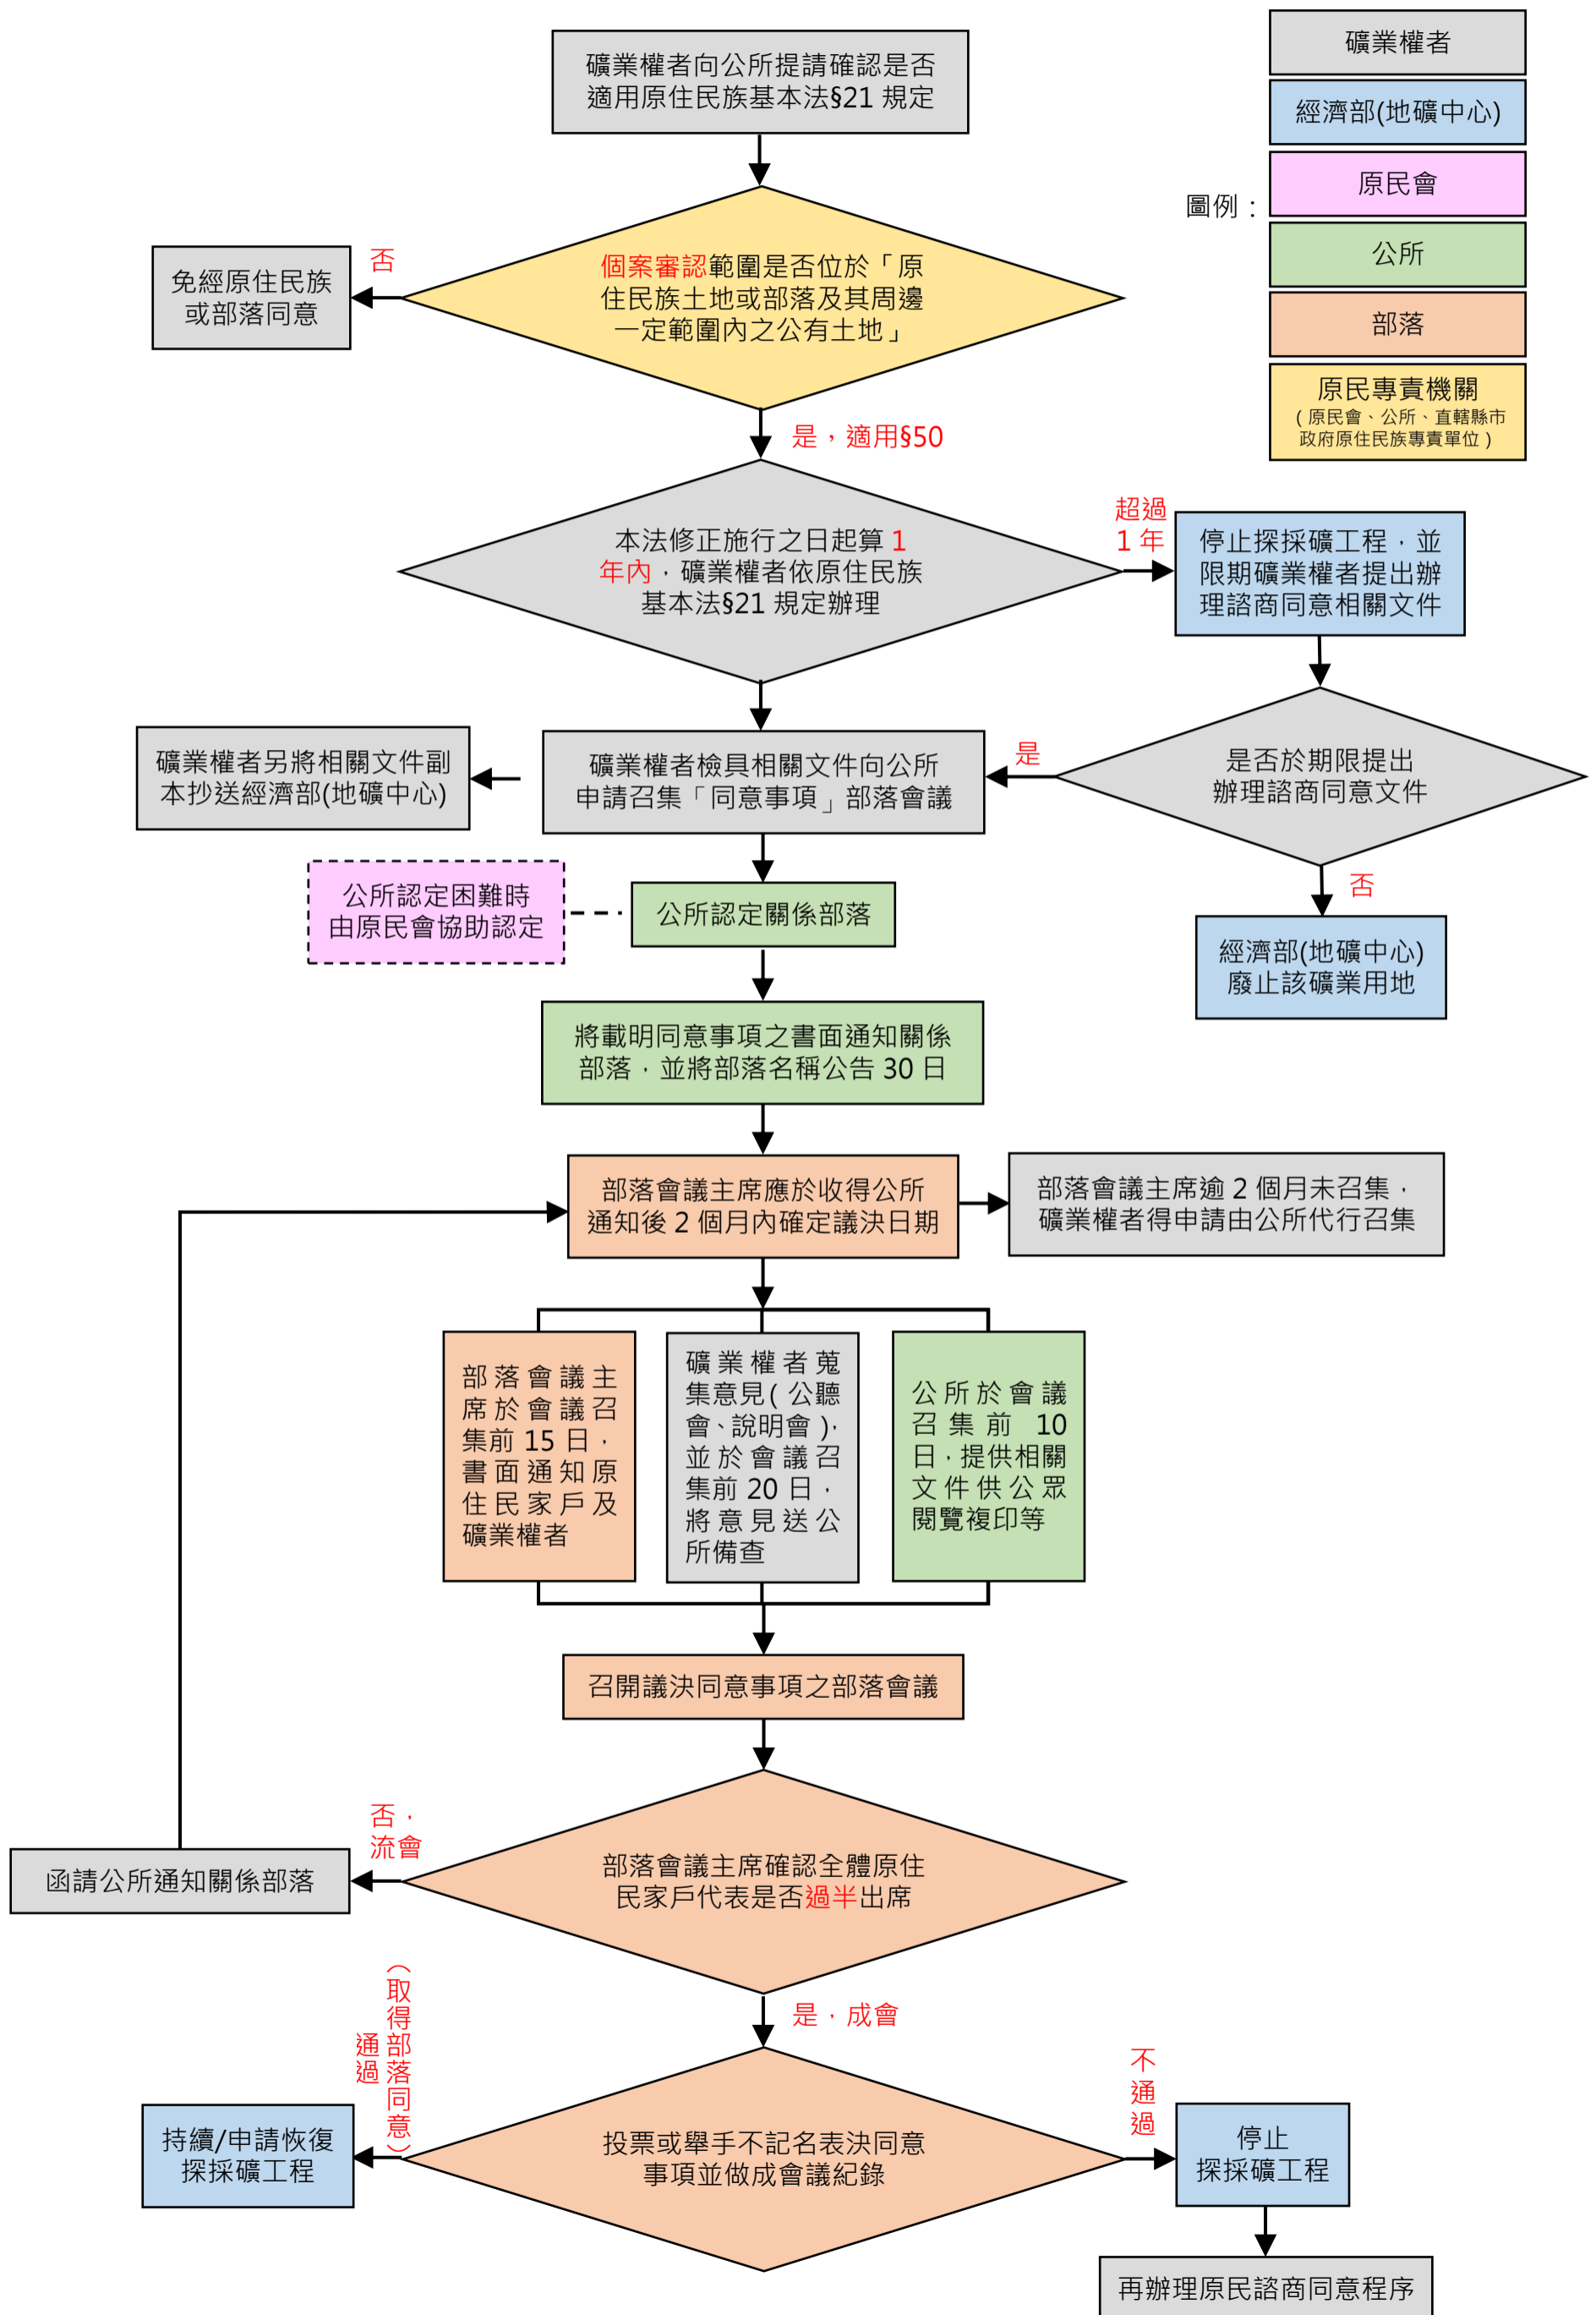 礦業權者向公所提請確認是否
適用原住民族基本法§21 規定
圖例：
礦業權者
經濟部(地礦中心)
原民會
公所
部落
原民專責機關
(原民會、公所、直轄縣市
政府原住民族專責單位)
個案審認範圍是否位於「原
住民族土地或部落及其周邊
一定範圍內之公有土地」
否
免經原住民族
或部落同意
是，適用§50
本法修正施行之日起算 1
年內，礦業權者依原住民族
基本法§21 規定辦理
超過
1 年
停止探採礦工程，並
限期礦業權者提出辦
理諮商同意相關文件
是否於期限提出
辦理諮商同意文件
是
否
經濟部(地礦中心)
廢止該礦業用地
礦業權者檢具相關文件向公所
申請召集「同意事項」部落會議
礦業權者另將相關文件副
本抄送經濟部(地礦中心)
公所認定關係部落
公所認定困難時
由原民會協助認定
將載明同意事項之書面通知關係
部落，並將部落名稱公告 30 日
部落會議主席應於收得公所
通知後 2 個月內確定議決日期
部落會議主席逾 2 個月未召集，
礦業權者得申請由公所代行召集
部落會議主
席於會議召
集前 15 日，
書面通知原
住民家戶及
礦業權者
礦業權者蒐
集意見(公聽
會、說明會)，
並於會議召
集前 20 日，
將意見送公
所備查
公所於會議
召集前 10
日，提供相關
文件供公眾
閱覽複印等
召開議決同意事項之部落會議
部落會議主席確認全體原住
民家戶代表是否過半出席
否，
流會
函請公所通知關係部落
是，成會
投票或舉手不記名表決同意
事項並做成會議紀錄
通過
(取得部落同意)
持續/申請恢復
探採礦工程
不通過
停止
探採礦工程
再辦理原民諮商同意程序